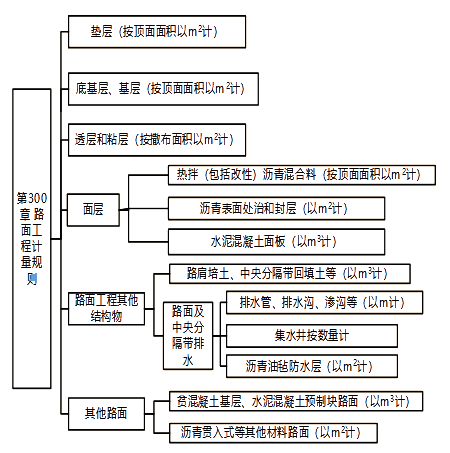 第300
章 路
面工
程计
量规
则
垫层（按顶面面积以m²计）
底基层、基层（按顶面面积以m²计）
透层和粘层（按撒布面积以m²计）
面层
热拌（包括改性）沥青混合料（按顶面面积以m²计）
沥青表面处治和封层（以m²计）
水泥混凝土面板（以m³计）
路面工程其他
结构物
路肩培土、中央分隔带回填土等（以m³计）
路面及
中央分
隔带排
水
排水管、排水沟、渗沟等（以m计）
集水井按数量计
沥青油毡防水层（以m²计）
其他路面
贫混凝土基层、水泥混凝土预制块路面（以m³计）
沥青贯入式等其他材料路面（以m²计）